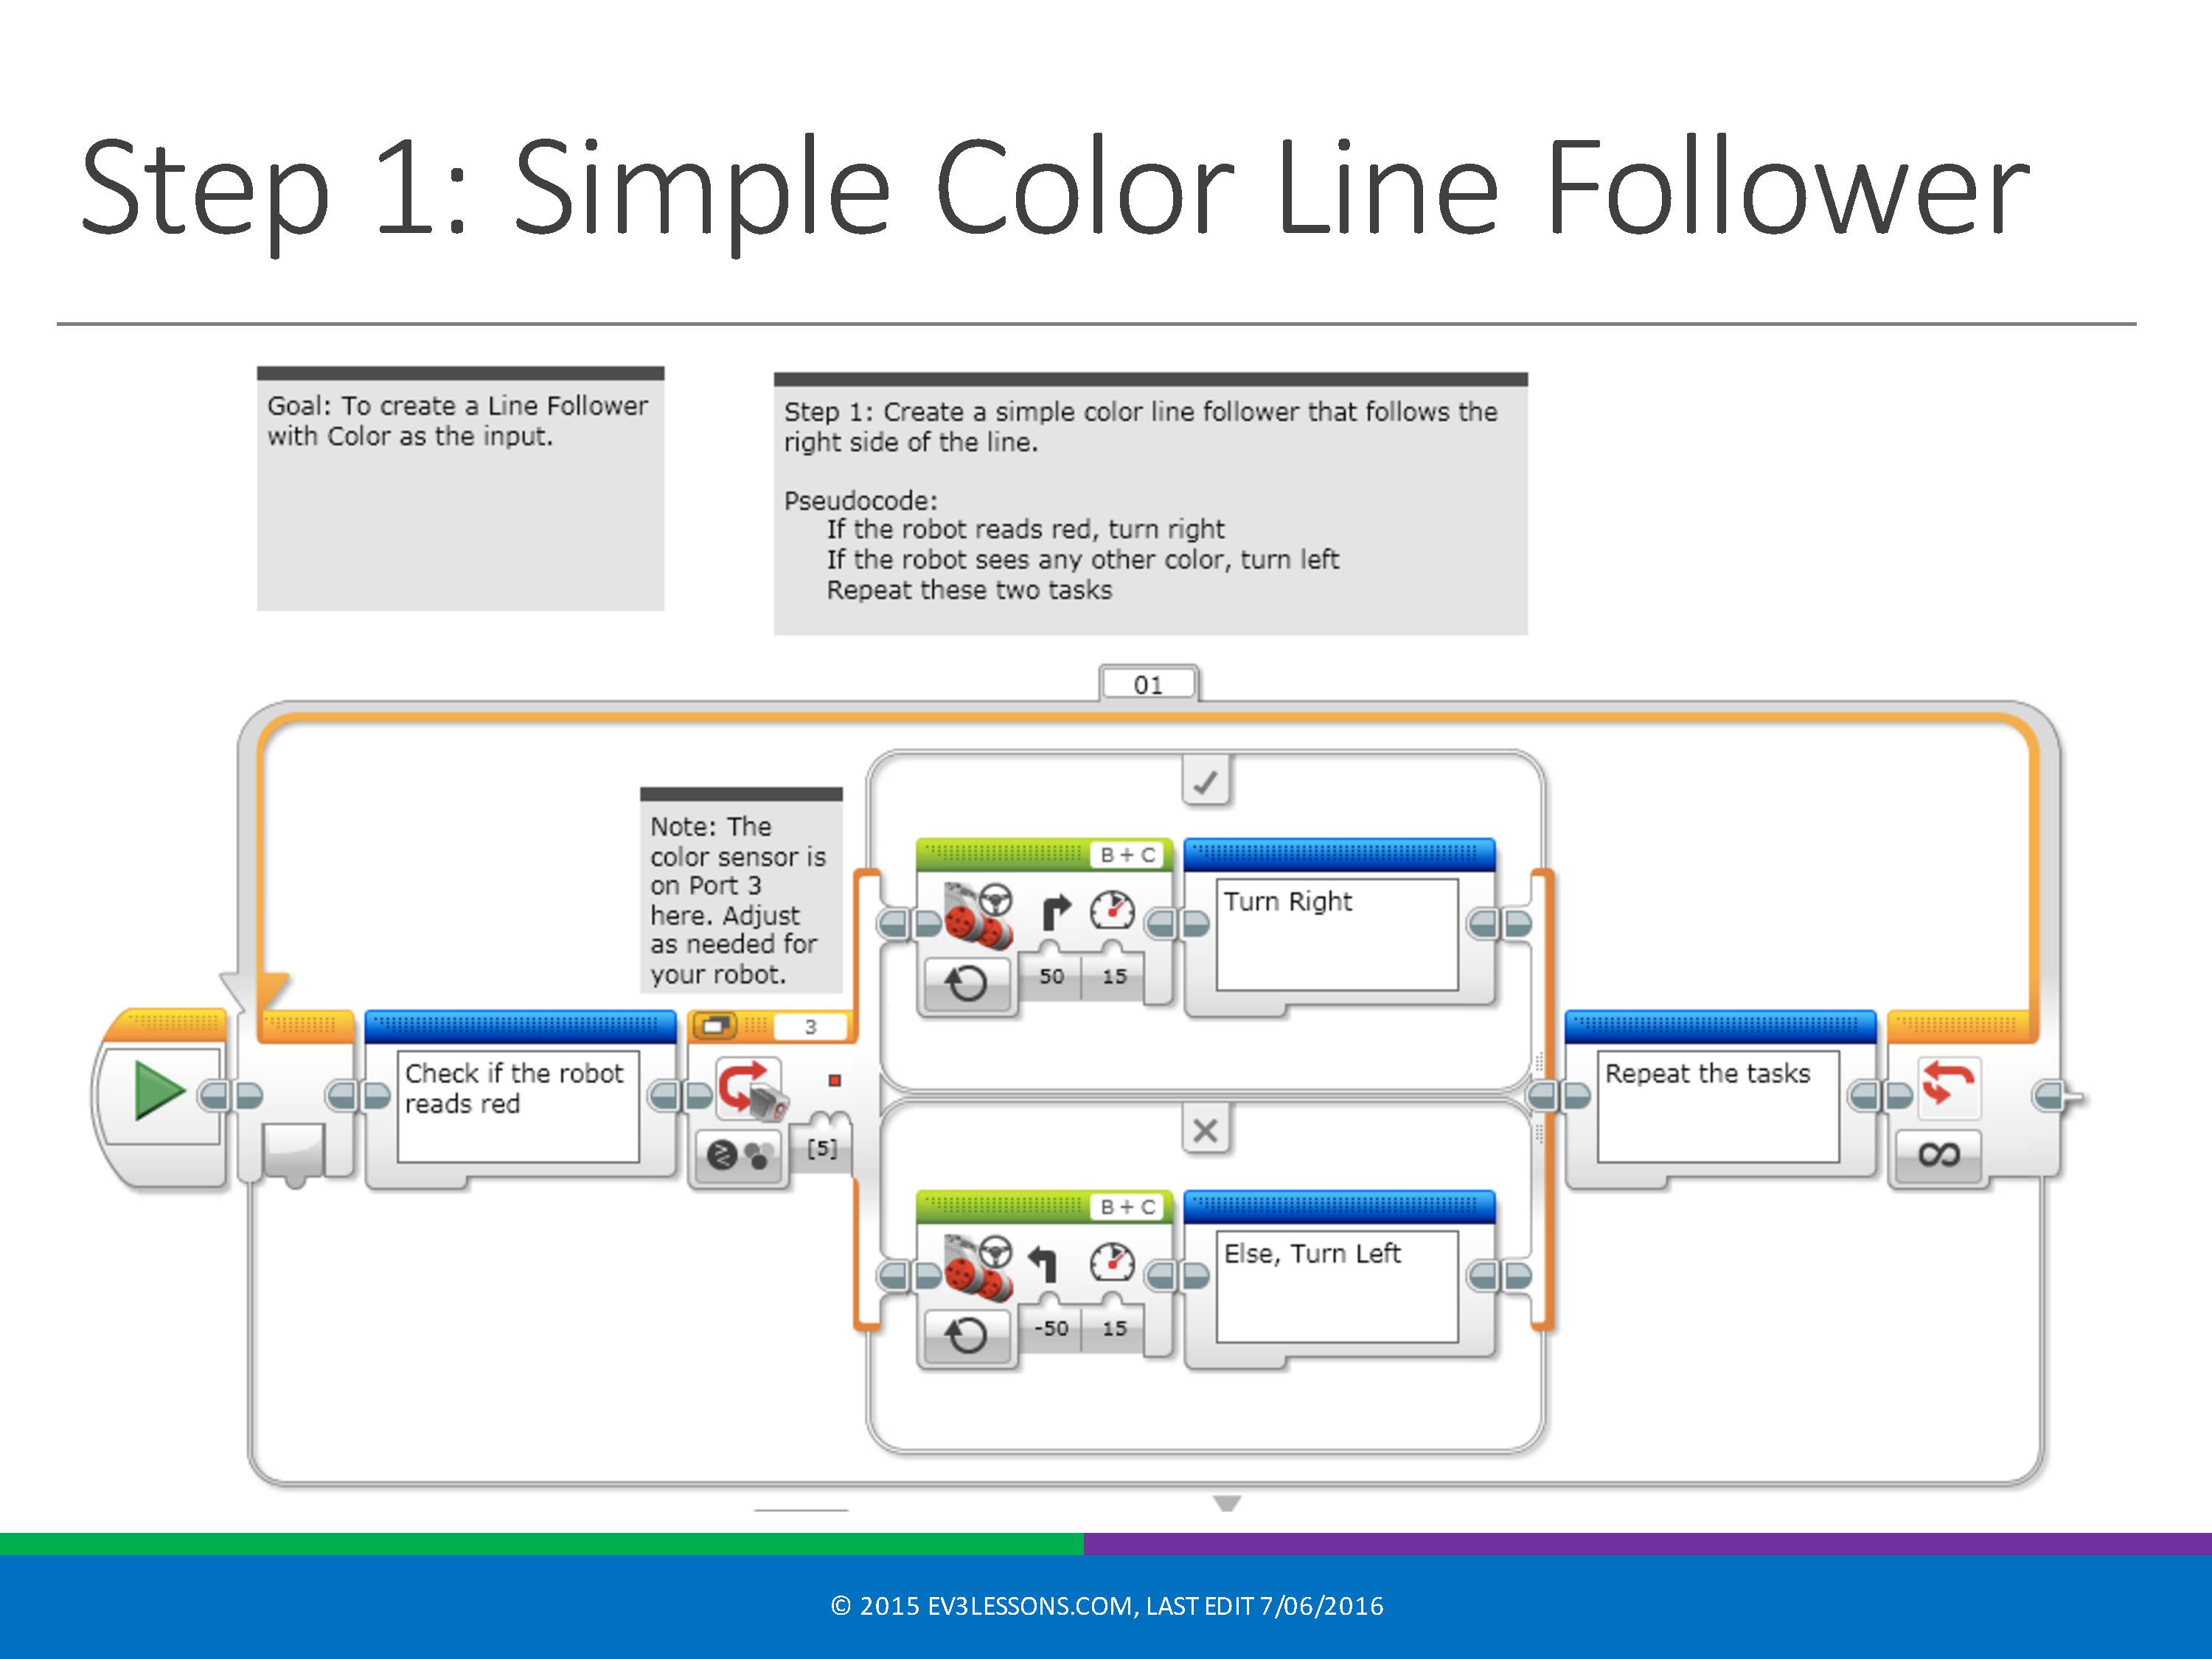 Step 1: Simple Color Line Follower
Goal: To create a Line Follower
with Color as the input.
Step 1: Create a simple color line follower that follows the
right side of the line.
Pseudocode:
If the robot reads red, turn right
If the robot sees any other color, turn left
Repeat these two tasks
01
Note: The
color sensor is
on Port 3
here. Adjust
as needed for
your robot.
B + C
Turn Right
50 15
Check if the robot
reads red
3
[5]
B + C
Else, Turn Left
-50 15
Repeat the tasks
∞
© 2015 EV3LESSONS.COM, LAST EDIT 7/06/2016